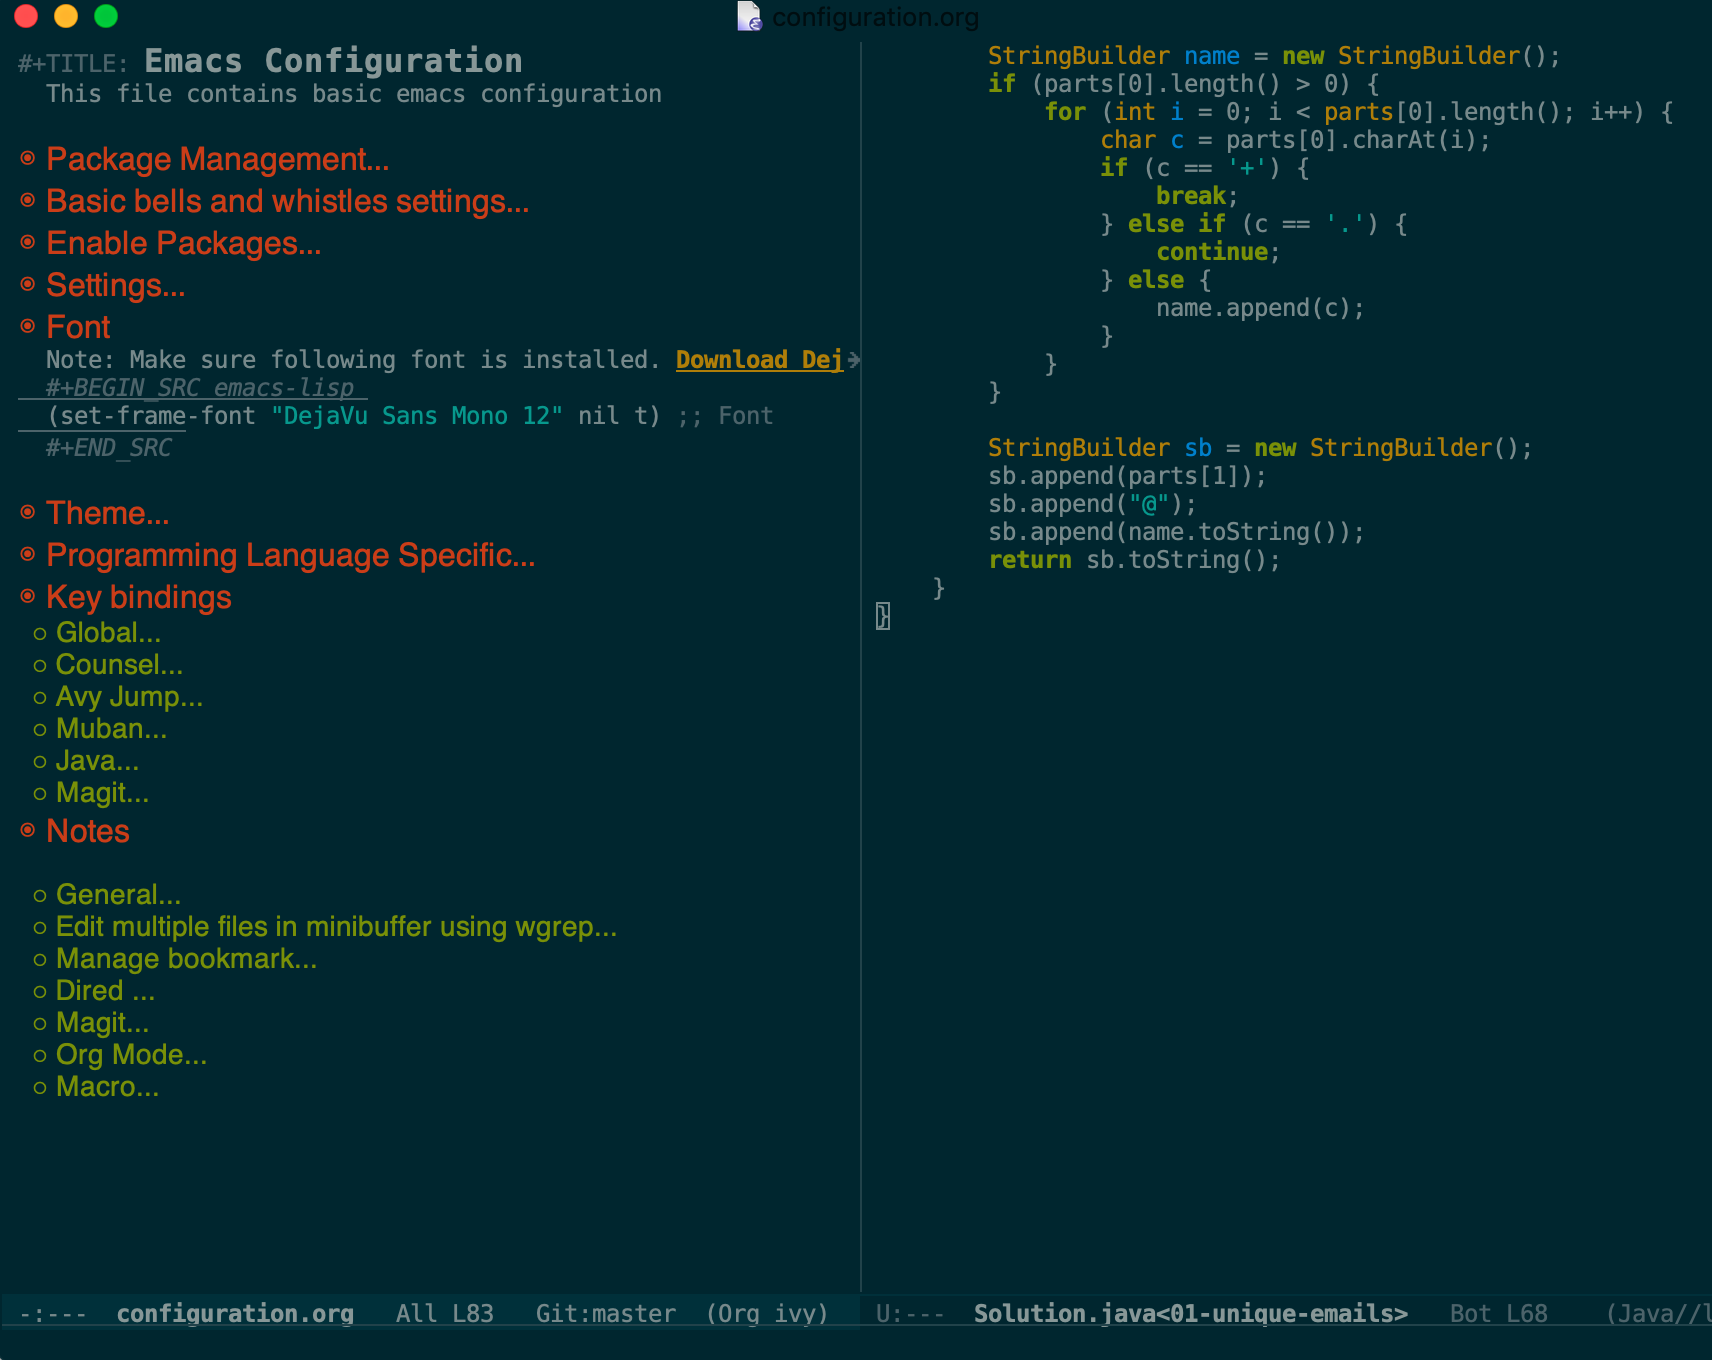 configuration.org
#+TITLE: Emacs Configuration
This file contains basic emacs configuration
Package Management...
Basic bells and whistles settings...
Enable Packages...
Settings...
Font
Note: Make sure following font is installed. Download Dej
#+BEGIN_SRC emacs-lisp
(set-frame-font "DejaVu Sans Mono 12" nil t) ;; Font
#+END_SRC
Theme...
Programming Language Specific...
Key bindings
Global...
Counsel...
Avy Jump...
Muban...
Java...
Magit...
Notes
General...
Edit multiple files in minibuffer using wgrep...
Manage bookmark...
Dired ...
Magit...
Org Mode...
Macro...
-:--- configuration.org All L83 Git:master (Org ivy)
StringBuilder name = new StringBuilder();
if (parts[0].length() > 0) {
for (int i = 0; i < parts[0].length(); i++) {
char c = parts[0].charAt(i);
if (c == '+') {
break;
} else if (c == '.') {
continue;
} else {
name.append(c);
}
}
}
StringBuilder sb = new StringBuilder();
sb.append(parts[1]);
sb.append("@");
sb.append(name.toString());
return sb.toString();
}
}
U:--- Solution.java<01-unique-emails> Bot L68 (Java//l